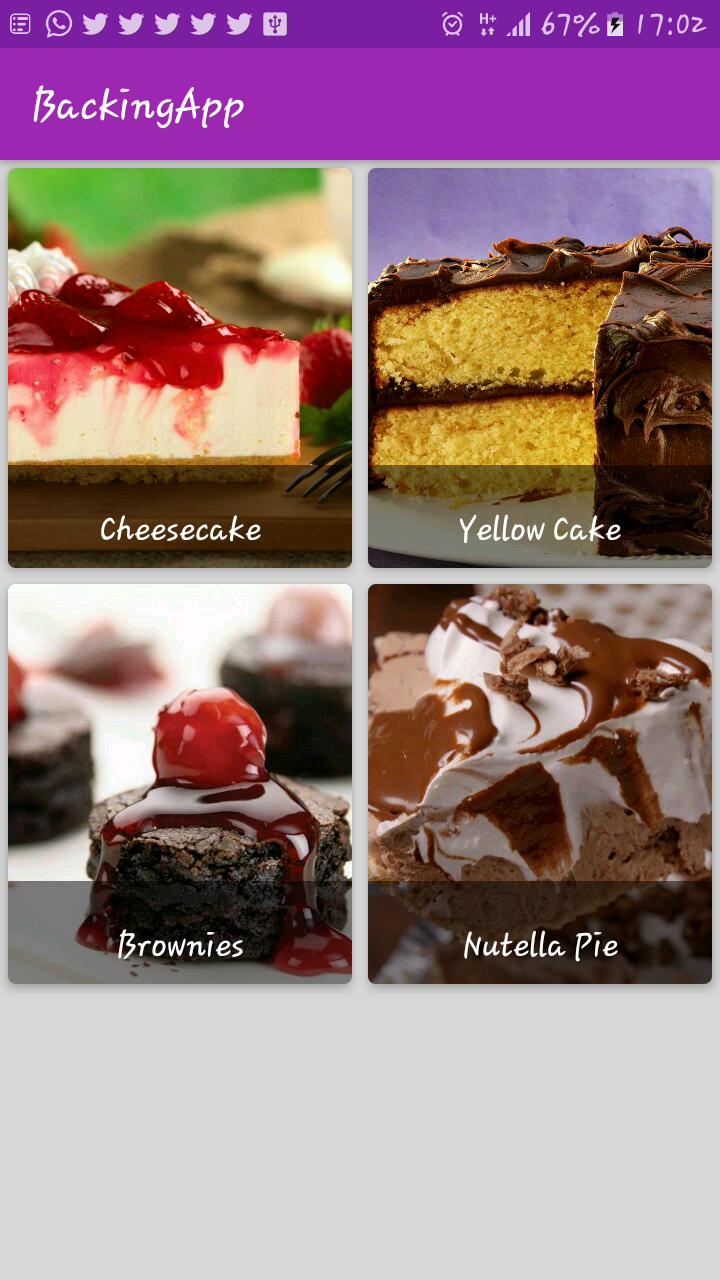 H+ 67% 17:02
BackingApp
Cheesecake
Yellow Cake
Brownies
Nutella Pie